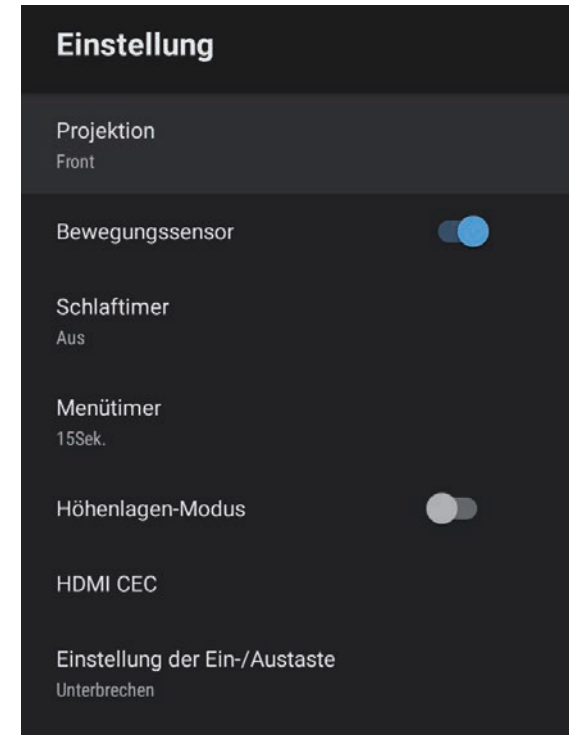 Einstellung
Projektion
Front
Bewegungssensor
Schlaftimer
Aus
Menütimer
15Sek.
Höhenlagen-Modus
HDMI CEC
Einstellung der Ein-/Austaste
Unterbrechen